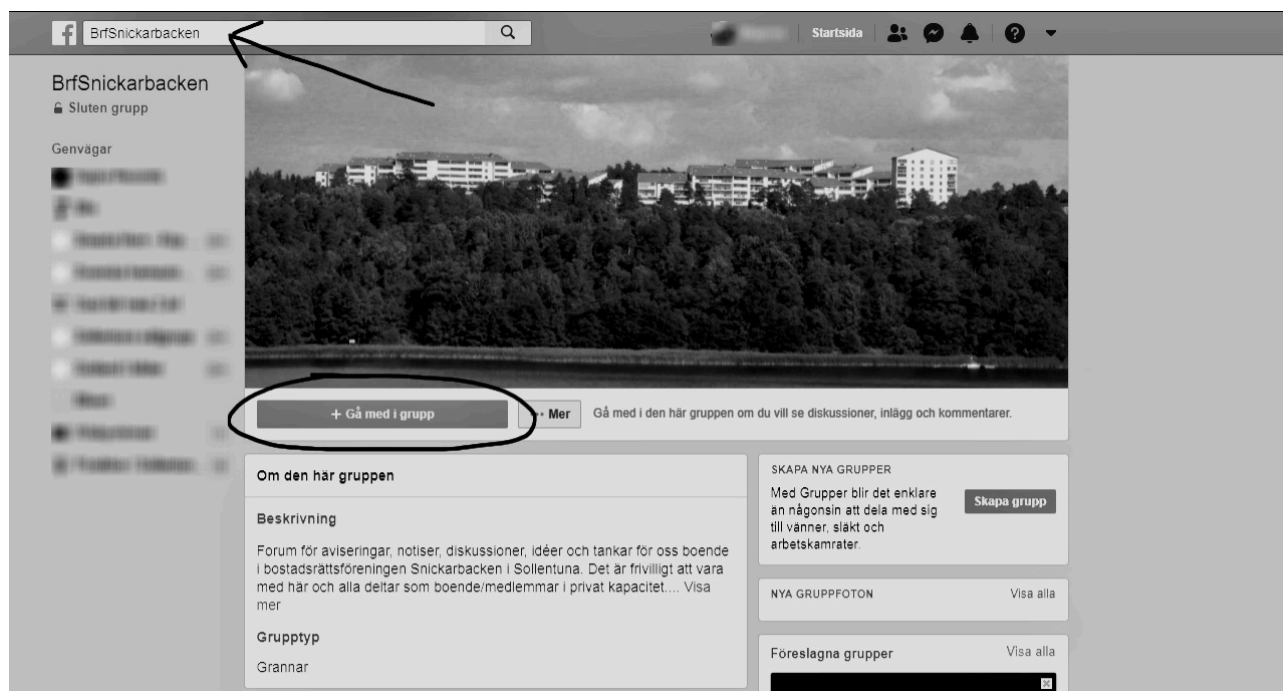 BrfSnickarbacken
Startsida
BrfSnickarbacken
Sluten grupp
Genvägar
+ Gå med i grupp
Mer
Gå med i den här gruppen om du vill se diskussioner, inlägg och kommentarer.
Om den här gruppen
Beskrivning
Forum för aviseringar, notiser, diskussioner, idéer och tankar för oss boende
i bostadsrättsföreningen Snickarbacken i Sollentuna. Det är frivilligt att vara
med här och alla deltar som boende/medlemmar i privat kapacitet.... Visa
mer
Grupptyp
Grannar
SKAPA NYA GRUPPER
Med Grupper blir det enklare
än någonsin att dela med sig
till vänner, släkt och
arbetskamrater.
Skapa grupp
NYA GRUPPFOTON
Visa alla
Föreslagna grupper
Visa alla